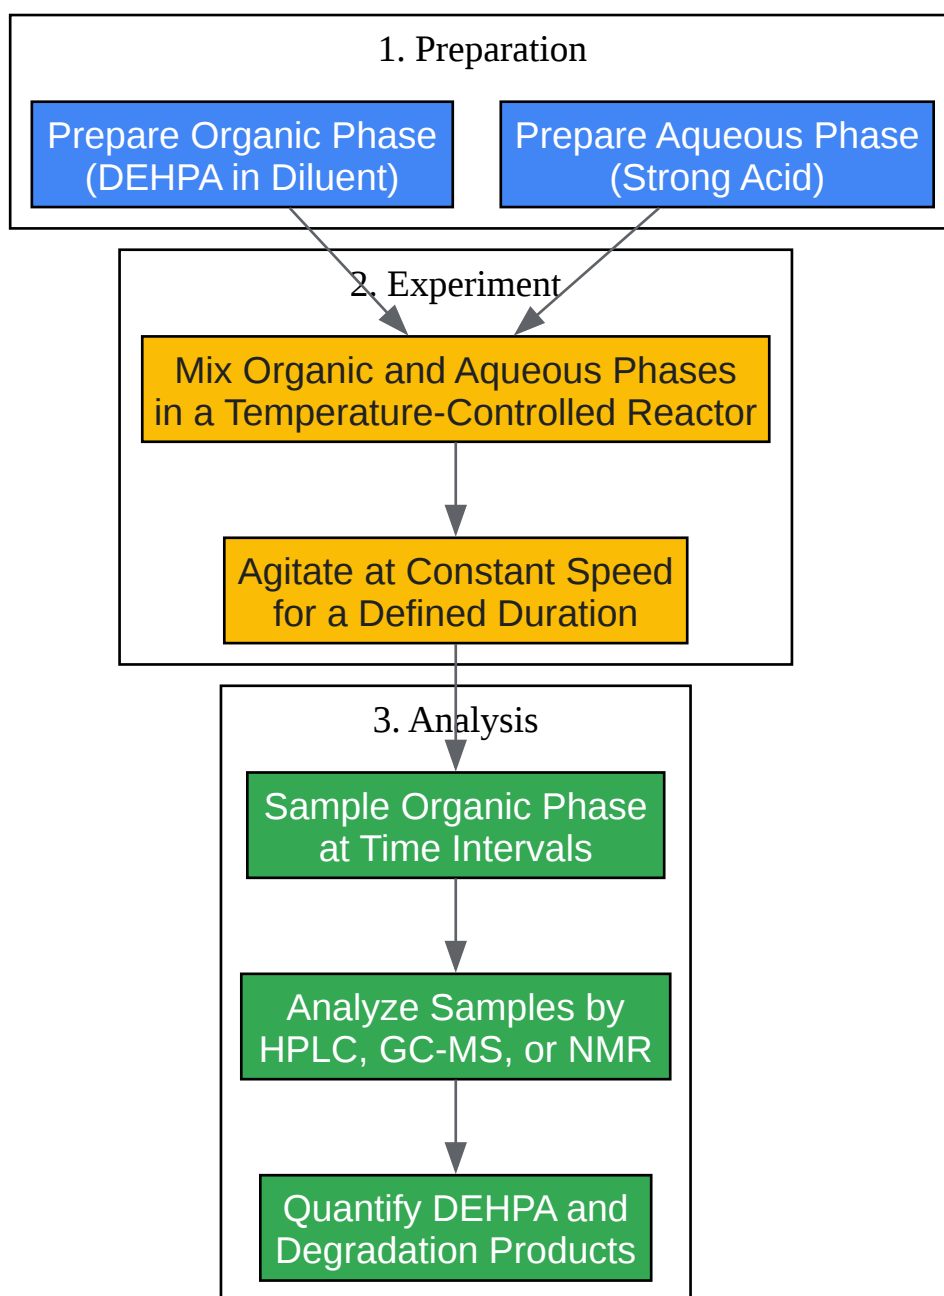 1. Preparation
Prepare Organic Phase
(DEHPA in Diluent)
Prepare Aqueous Phase
(Strong Acid)
2. Experiment
Mix Organic and Aqueous Phases
in a Temperature-Controlled Reactor
Agitate at Constant Speed
for a Defined Duration
3. Analysis
Sample Organic Phase
at Time Intervals
Analyze Samples by
HPLC, GC-MS, or NMR
Quantify DEHPA and
Degradation Products